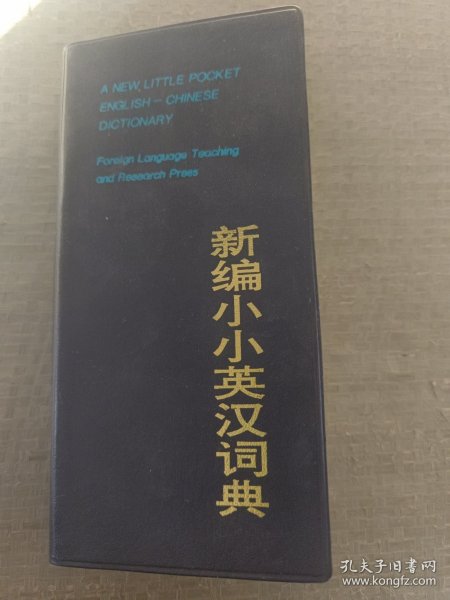 A NEW, LITTLE POCKET
ENGLISH – CHINESE
DICTIONARY
Foreign Language Teaching
and Research Press
新编小小英汉词典
孔夫子旧书网
www.kongfz.com